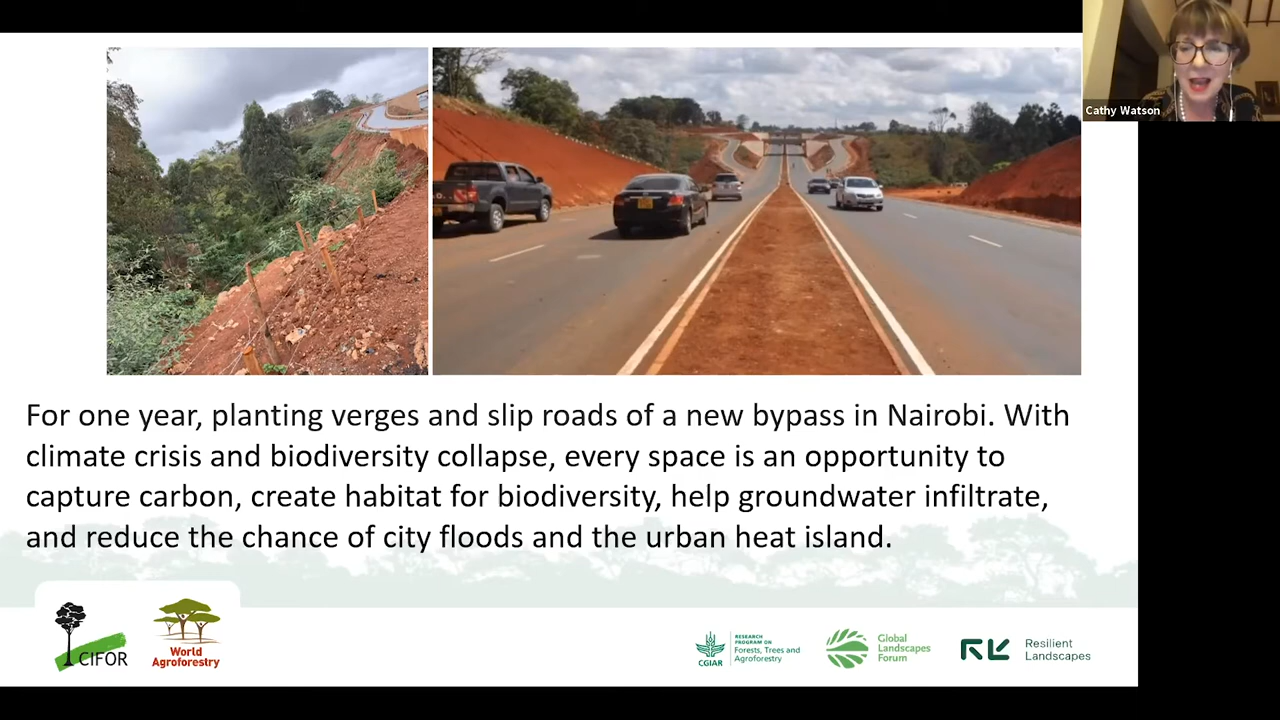 Cathy Watson
For one year, planting verges and slip roads of a new bypass in Nairobi. With
climate crisis and biodiversity collapse, every space is an opportunity to
capture carbon, create habitat for biodiversity, help groundwater infiltrate,
and reduce the chance of city floods and the urban heat island.
CIFOR
World
Agroforestry
CGIAR
RESEARCH
PROGRAM ON
Forests, Trees and
Agroforestry
Global
Landscapes
Forum
Resilient
Landscapes